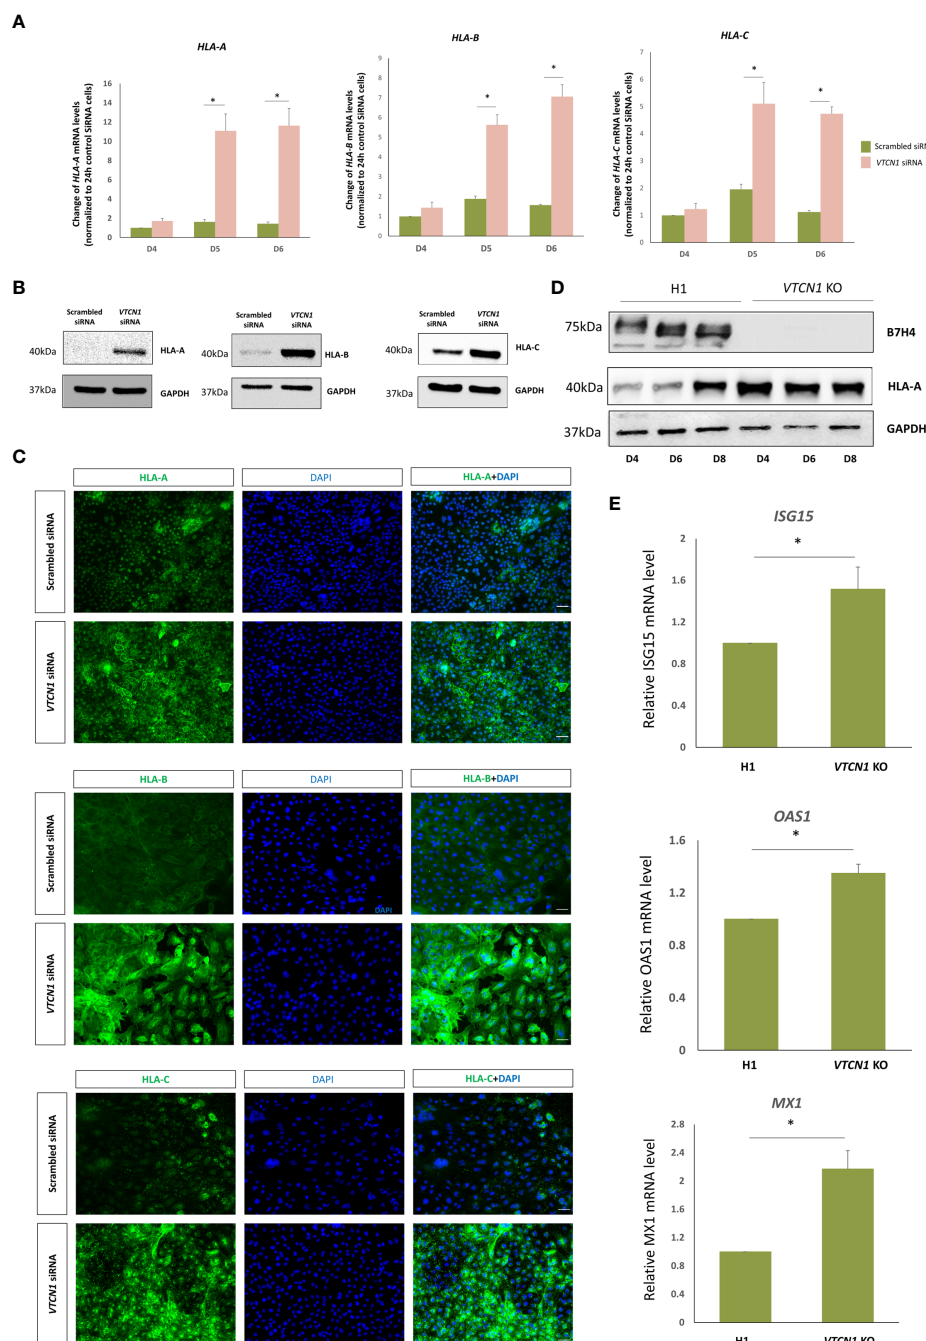 A
HLA-A
Change of HLA-A mRNA levels
(normalized to 24h control SiRNA cells)
16
14
12
10
8
6
4
2
0
*
*
D4
D5
D6
HLA-B
Change of HLA-B mRNA levels
(normalized to 24h control SiRNA cells)
9
8
7
6
5
4
3
2
1
0
*
*
D4
D5
D6
HLA-C
Change of HLA-C mRNA levels
(normalized to 24h control SiRNA cells)
7
6
5
4
3
2
1
0
*
*
D4
D5
D6
Scrambled siRN
VTCN1 siRNA
B
Scrambled siRNA
VTCN1 siRNA
40kDa
HLA-A
37kDa
GAPDH
Scrambled siRNA
VTCN1 siRNA
40kDa
HLA-B
37kDa
GAPDH
Scrambled siRNA
VTCN1 siRNA
40kDa
HLA-C
37kDa
GAPDH
D
H1
VTCN1 KO
75kDa
B7H4
40kDa
HLA-A
37kDa
GAPDH
D4
D6
D8
D4
D6
D8
C
HLA-A
DAPI
HLA-A+DAPI
Scrambled siRNA
VTCN1 siRNA
HLA-B
DAPI
HLA-B+DAPI
Scrambled siRNA
DAPI
VTCN1 siRNA
HLA-C
DAPI
HLA-C+DAPI
Scrambled siRNA
VTCN1 siRNA
E
ISG15
Relative ISG15 mRNA level
2
1.6
1.2
0.8
0.4
0
*
H1
VTCN1 KO
OAS1
Relative OAS1 mRNA level
1.6
1.2
0.8
0.4
0
*
H1
VTCN1 KO
MX1
Relative MX1 mRNA level
2.8
2.4
2
1.6
1.2
0.8
0.4
0
*
H1
VTCN1 KO